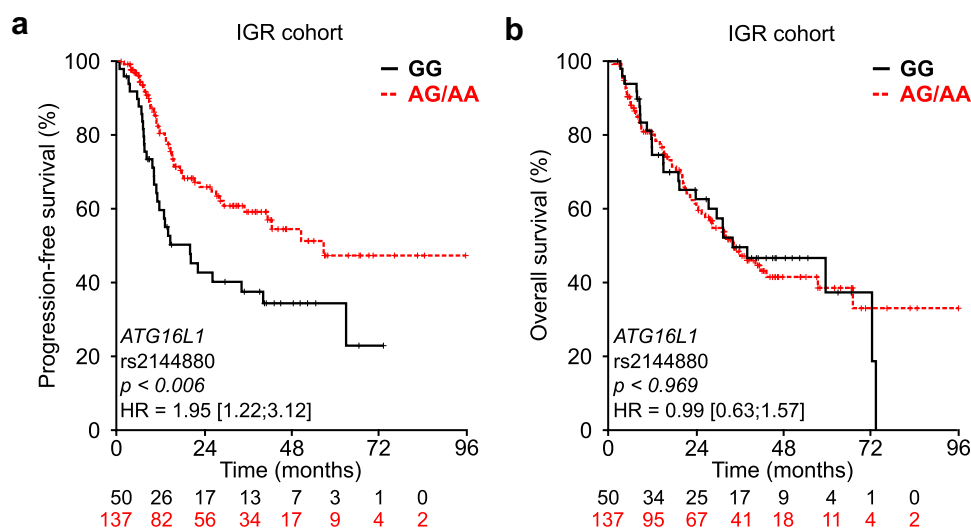 a
IGR cohort
Progression-free survival (%)
100
80
60
40
20
0
GG
AG/AA
ATG16L1
rs2144880
p < 0.006
HR = 1.95 [1.22;3.12]
0 24 48 72 96
Time (months)
50 26 17 13 7 3 1 0
137 82 56 34 17 9 4 2
b
IGR cohort
Overall survival (%)
100
80
60
40
20
0
GG
AG/AA
ATG16L1
rs2144880
p < 0.969
HR = 0.99 [0.63;1.57]
0 24 48 72 96
Time (months)
50 34 25 17 9 4 1 0
137 95 67 41 18 11 4 2